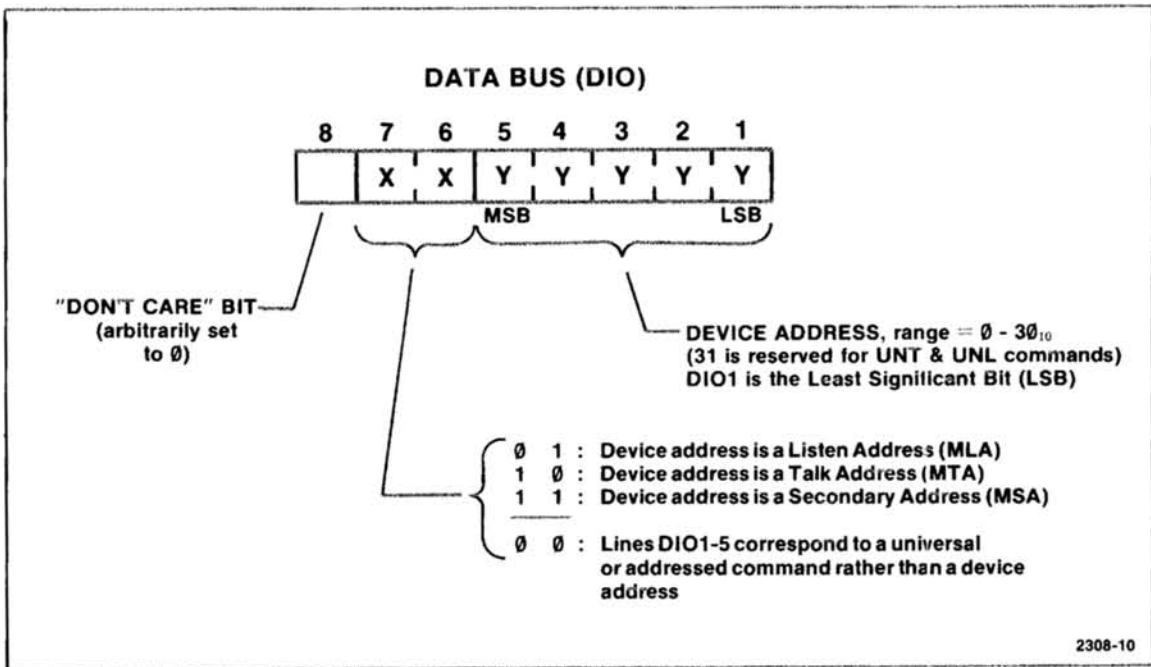 DATA BUS (DIO)
8 7 6 5 4 3 2 1
X X Y Y Y Y Y
MSB LSB
"DON'T CARE" BIT
(arbitrarily set
to Ø)
DEVICE ADDRESS, range = Ø - 3Ø₁₀
(31 is reserved for UNT & UNL commands)
DIO1 is the Least Significant Bit (LSB)
Ø 1 : Device address is a Listen Address (MLA)
1 Ø : Device address is a Talk Address (MTA)
1 1 : Device address is a Secondary Address (MSA)
Ø Ø : Lines DIO1-5 correspond to a universal
or addressed command rather than a device
address
2308-10